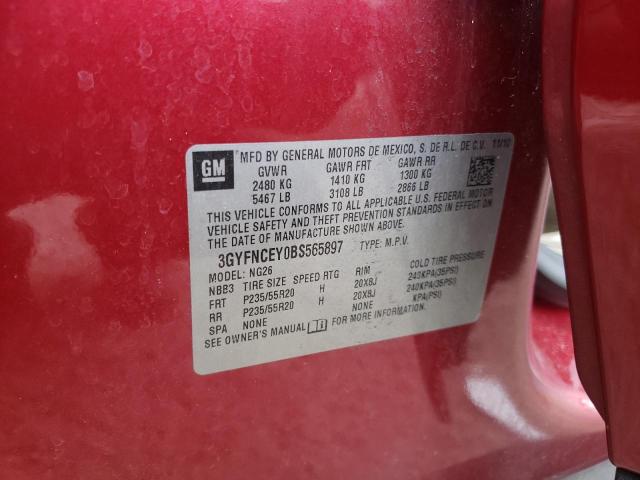 GM MFD BY GENERAL MOTORS DE MEXICO, S. DE R.L. DE C.V. 11/10
GVWR GAWR FRT GAWR RR
2480 KG 1410 KG 1300 KG
5467 LB 3108 LB 2866 LB
THIS VEHICLE CONFORMS TO ALL APPLICABLE U.S. FEDERAL MOTOR
VEHICLE SAFETY AND THEFT PREVENTION STANDARDS IN EFFECT ON
THE DATE OF MANUFACTURE SHOWN ABOVE.
3GYFNCEY0BS565897 TYPE: M.P.V.
MODEL: NG26
NBB3 TIRE SIZE SPEED RTG RIM COLD TIRE PRESSURE
FRT P235/55R20 H 20X8J 240KPA(35PSI)
RR P235/55R20 H 20X8J 240KPA(35PSI)
SPA NONE NONE KPA(PSI)
SEE OWNER'S MANUAL FOR MORE INFORMATION.